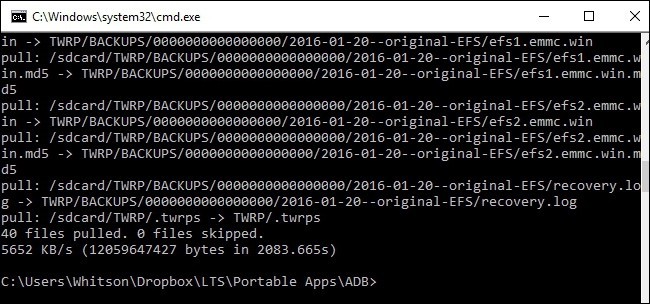 C:\Windows\system32\cmd.exe
in -> TWRP/BACKUPS/0000000000000000/2016-01-20--original-EFS/efs1.emmc.win
pull: /sdcard/TWRP/BACKUPS/0000000000000000/2016-01-20--original-EFS/efs1.emmc.w
in.md5 -> TWRP/BACKUPS/0000000000000000/2016-01-20--original-EFS/efs1.emmc.win.m
d5
pull: /sdcard/TWRP/BACKUPS/0000000000000000/2016-01-20--original-EFS/efs2.emmc.w
in -> TWRP/BACKUPS/0000000000000000/2016-01-20--original-EFS/efs2.emmc.win
pull: /sdcard/TWRP/BACKUPS/0000000000000000/2016-01-20--original-EFS/efs2.emmc.w
in.md5 -> TWRP/BACKUPS/0000000000000000/2016-01-20--original-EFS/efs2.emmc.win.m
d5
pull: /sdcard/TWRP/BACKUPS/0000000000000000/2016-01-20--original-EFS/recovery.lo
g -> TWRP/BACKUPS/0000000000000000/2016-01-20--original-EFS/recovery.log
pull: /sdcard/TWRP/.twrps -> TWRP/.twrps
40 files pulled. 0 files skipped.
5652 KB/s (12059647427 bytes in 2083.665s)
C:\Users\Whitson\Dropbox\LTS\Portable Apps\ADB>